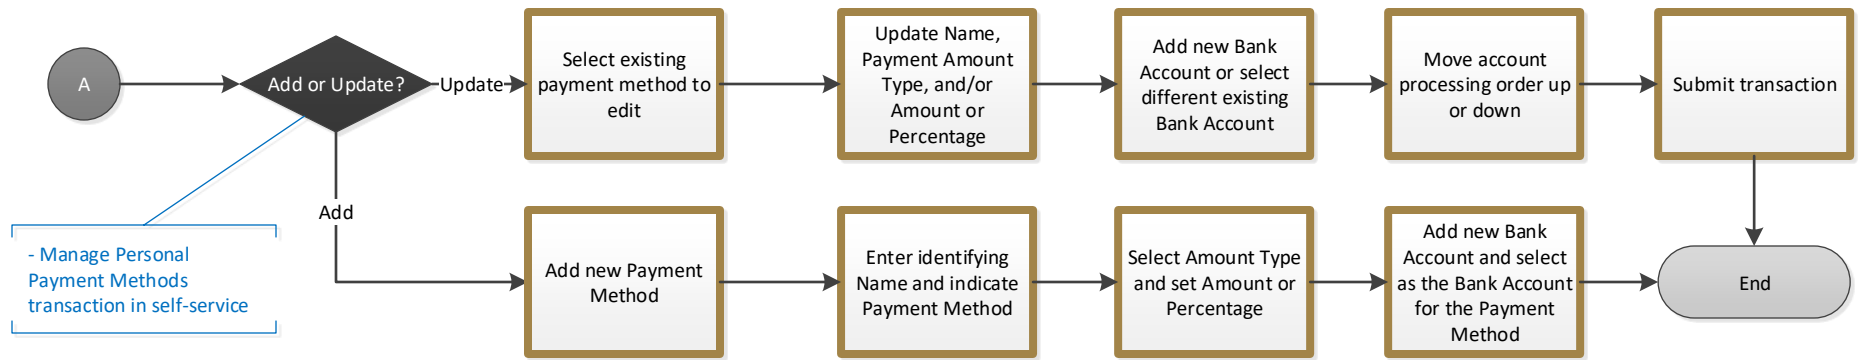 A
Add or Update?
Update
Select existing
payment method to
edit
Update Name,
Payment Amount
Type, and/or
Amount or
Percentage
Add new Bank
Account or select
different existing
Bank Account
Move account
processing order up
or down
Submit transaction
Add
- Manage Personal
Payment Methods
transaction in self-service
Add new Payment
Method
Enter identifying
Name and indicate
Payment Method
Select Amount Type
and set Amount or
Percentage
Add new Bank
Account and select
as the Bank Account
for the Payment
Method
End